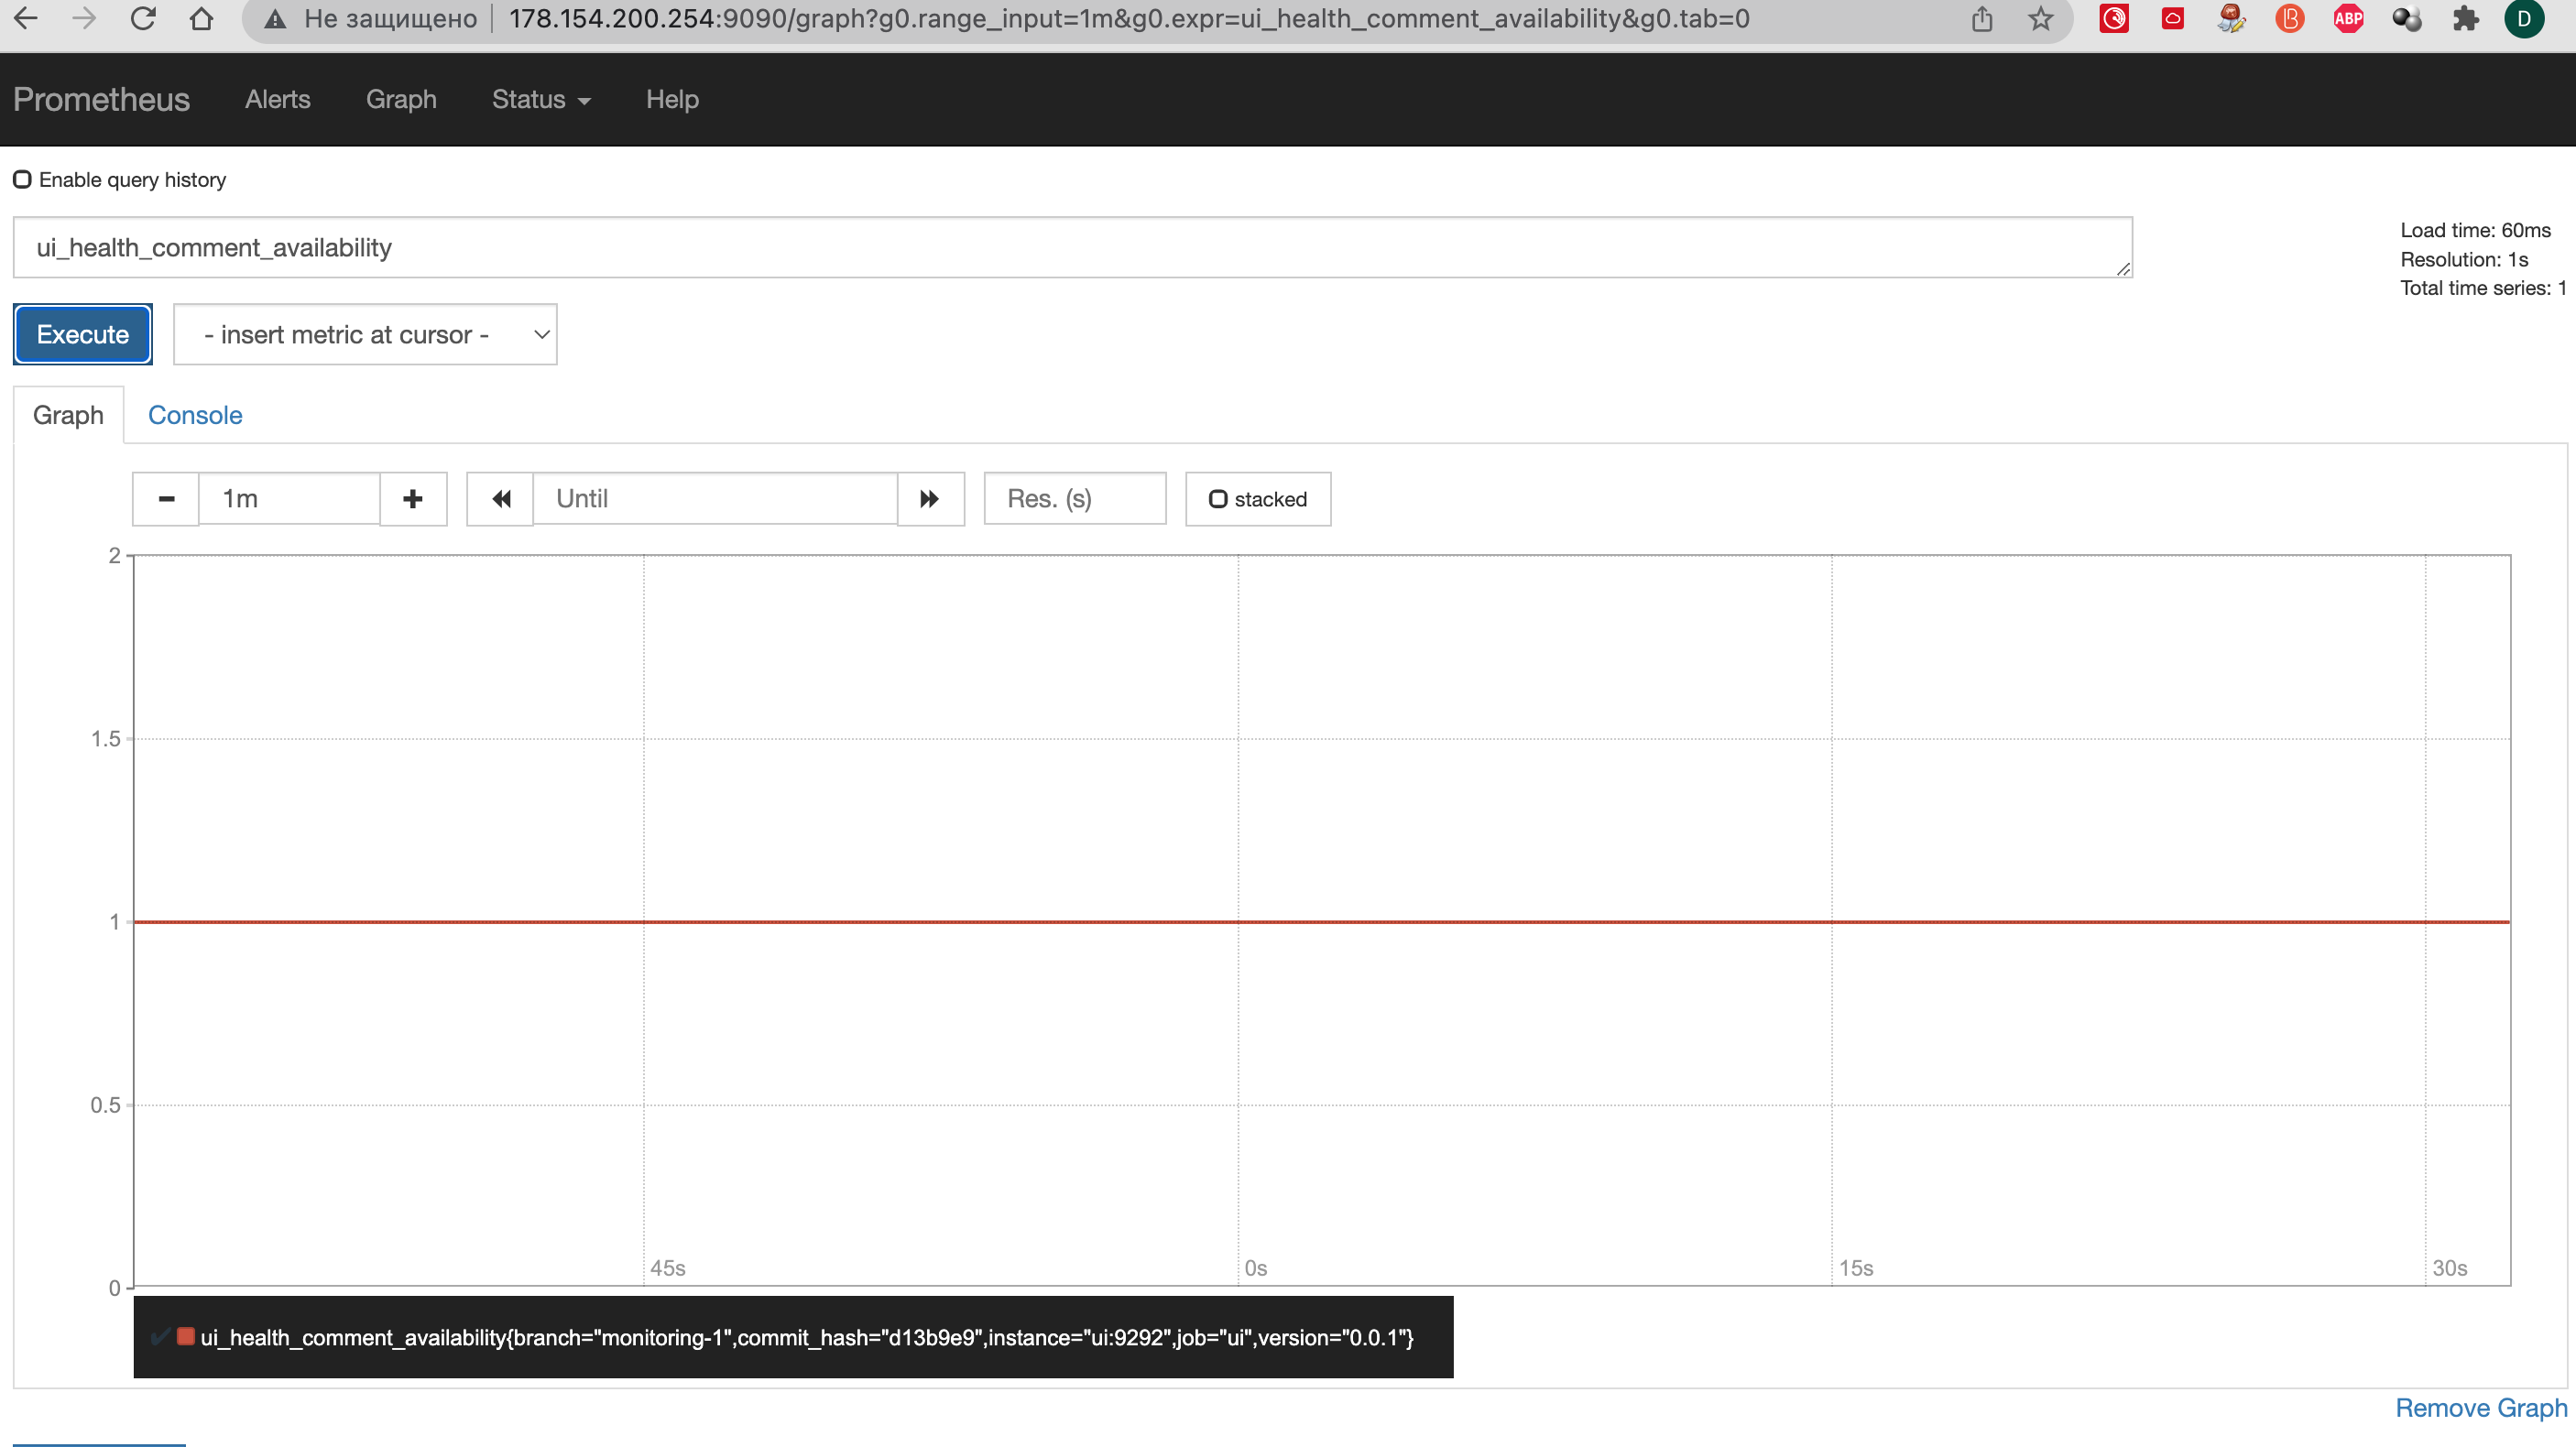 Не защищено 178.154.200.254:9090/graph?g0.range_input=1m&g0.expr=ui_health_comment_availability&g0.tab=0 ABP D
Prometheus Alerts Graph Status Help
Enable query history
ui_health_comment_availability
Load time: 60ms
Resolution: 1s
Total time series: 1
Execute - insert metric at cursor -
Graph Console
1m Until Res. (s) stacked
2
1.5
1
0.5
0
45s 0s 15s 30s
ui_health_comment_availability{branch="monitoring-1",commit_hash="d13b9e9",instance="ui:9292",job="ui",version="0.0.1"}
Remove Graph